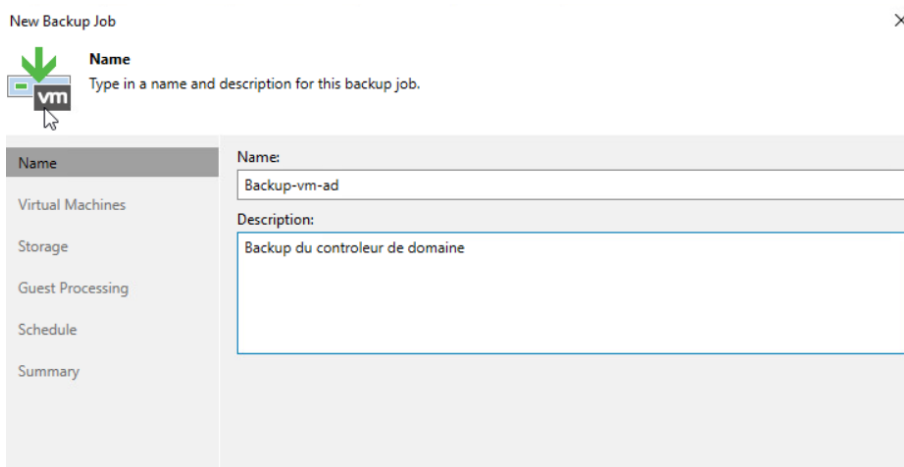 New Backup Job
Name
Type in a name and description for this backup job.
vm
Name
Virtual Machines
Storage
Guest Processing
Schedule
Summary
Name:
Backup-vm-ad
Description:
Backup du controleur de domaine